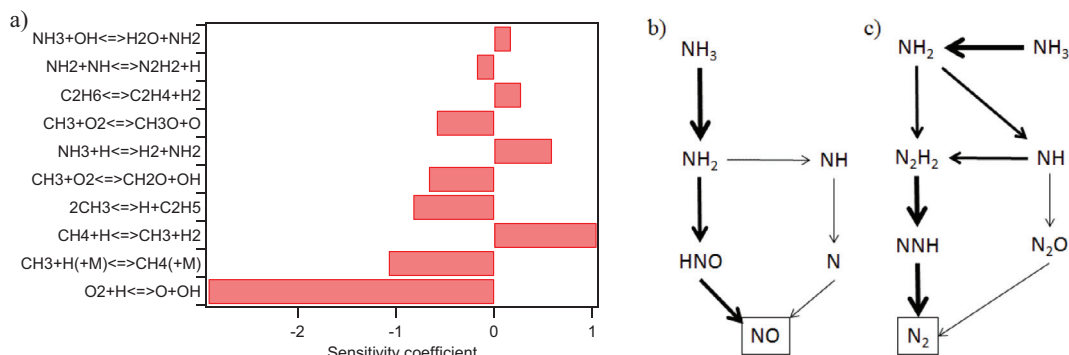 a)
NH3+OH<=>H2O+NH2
NH2+NH<=>N2H2+H
C2H6<=>C2H4+H2
CH3+O2<=>CH3O+O
NH3+H<=>H2+NH2
CH3+O2<=>CH2O+OH
2CH3<=>H+C2H5
CH4+H<=>CH3+H2
CH3+H(+M)<=>CH4(+M)
O2+H<=>O+OH
-2 -1 0 1
Sensitivity coefficient
b)
NH₃
NH₂ NH
HNO N
NO
c)
NH₂ NH₃
N₂H₂ NH
NNH N₂O
N₂